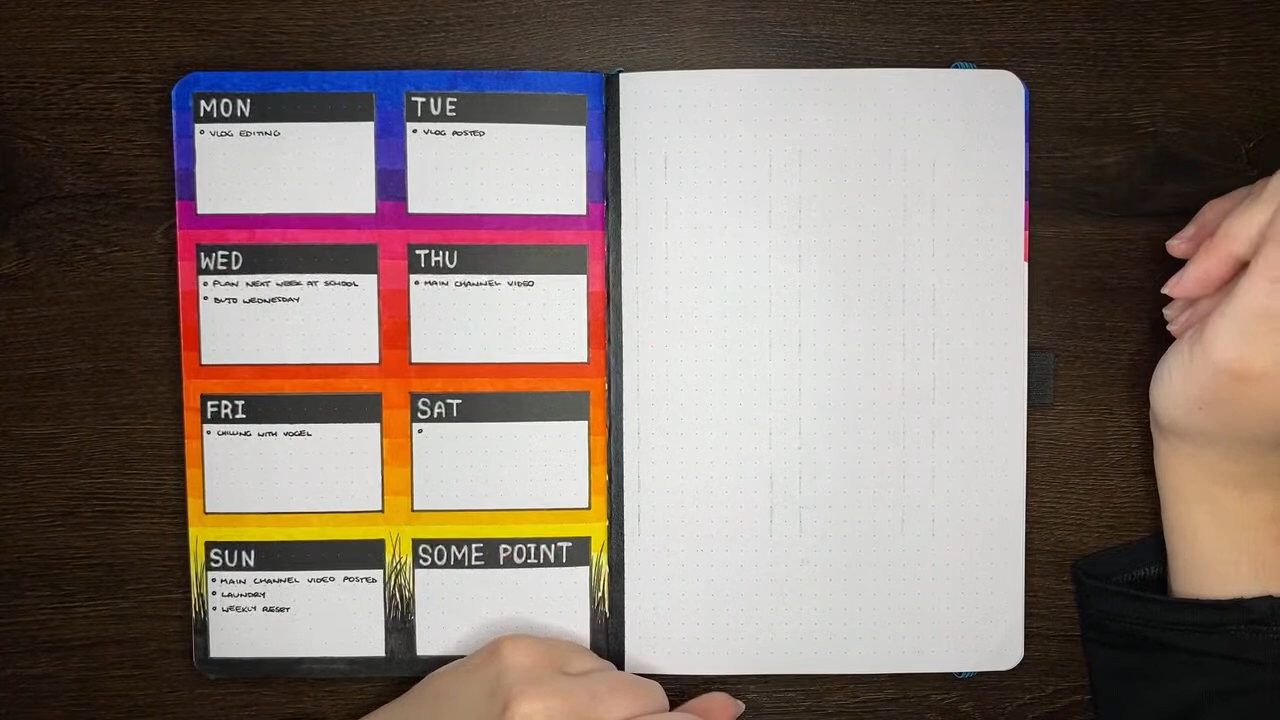 MON
VLOG EDITING
TUE
VLOG POSTED
WED
PLAN NEXT WEEK AT SCHOOL
BUJO WEDNESDAY
THU
MAIN CHANNEL VIDEO
FRI
CHILLING WITH VOGEL
SAT
SUN
MAIN CHANNEL VIDEO POSTED
LAUNDRY
WEEKLY RESET
SOME POINT